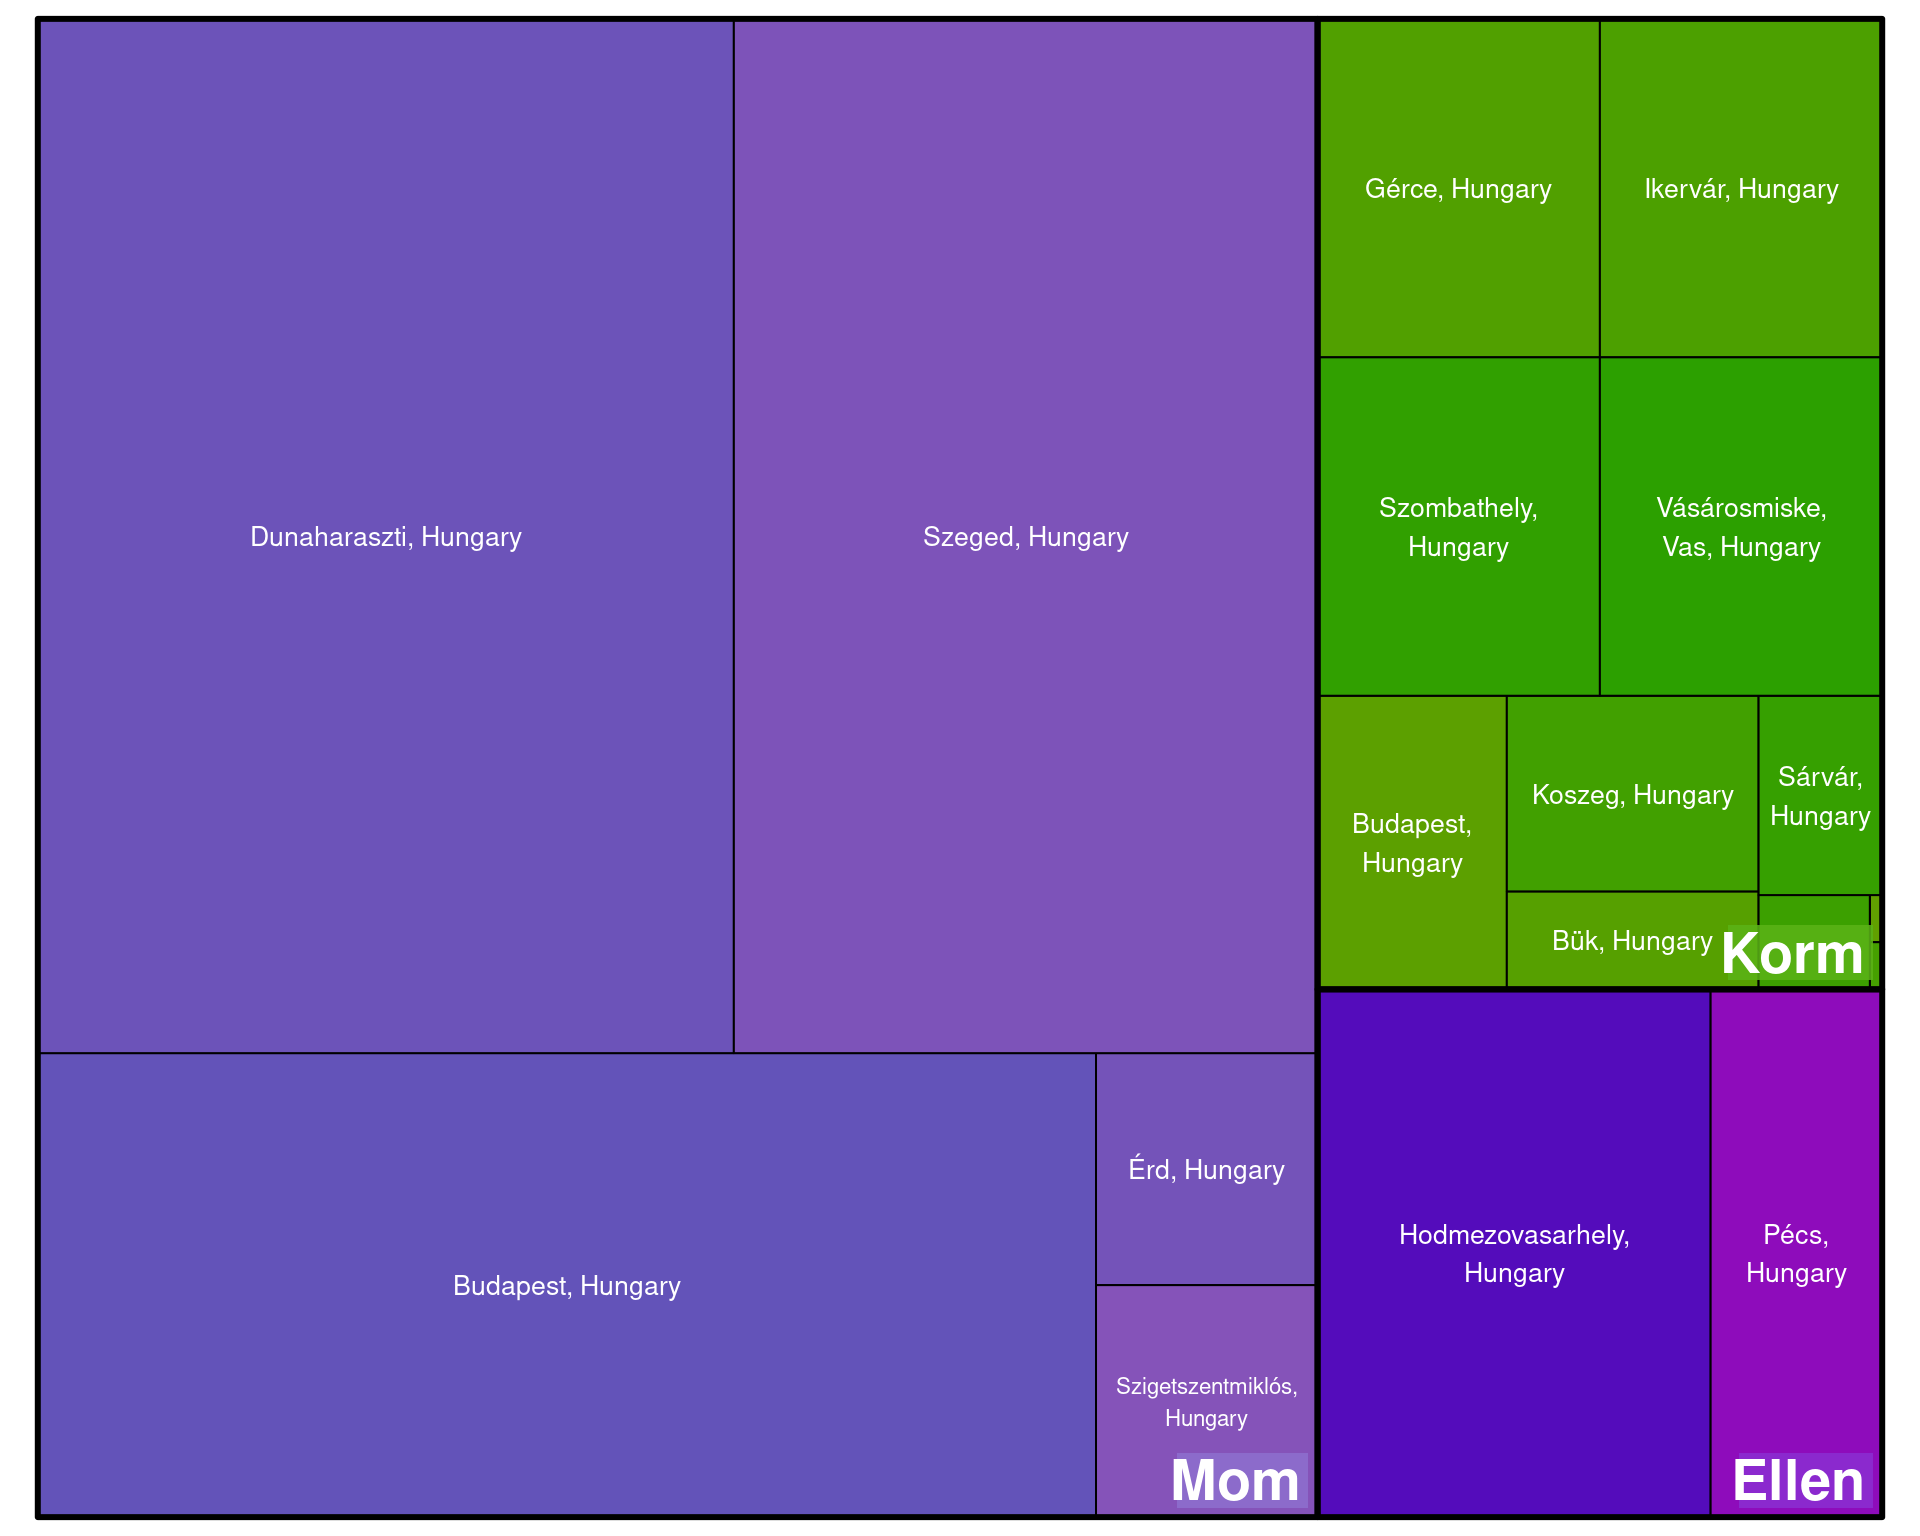 Dunaharaszti, Hungary
Szeged, Hungary
Budapest, Hungary
Érd, Hungary
Szigetszentmiklós,
Hungary
Mom
Gérce, Hungary
Ikervár, Hungary
Szombathely,
Hungary
Vásárosmiske,
Vas, Hungary
Budapest,
Hungary
Koszeg, Hungary
Sárvár,
Hungary
Bük, Hungary
Korm
Hodmezovasarhely,
Hungary
Pécs,
Hungary
Ellen